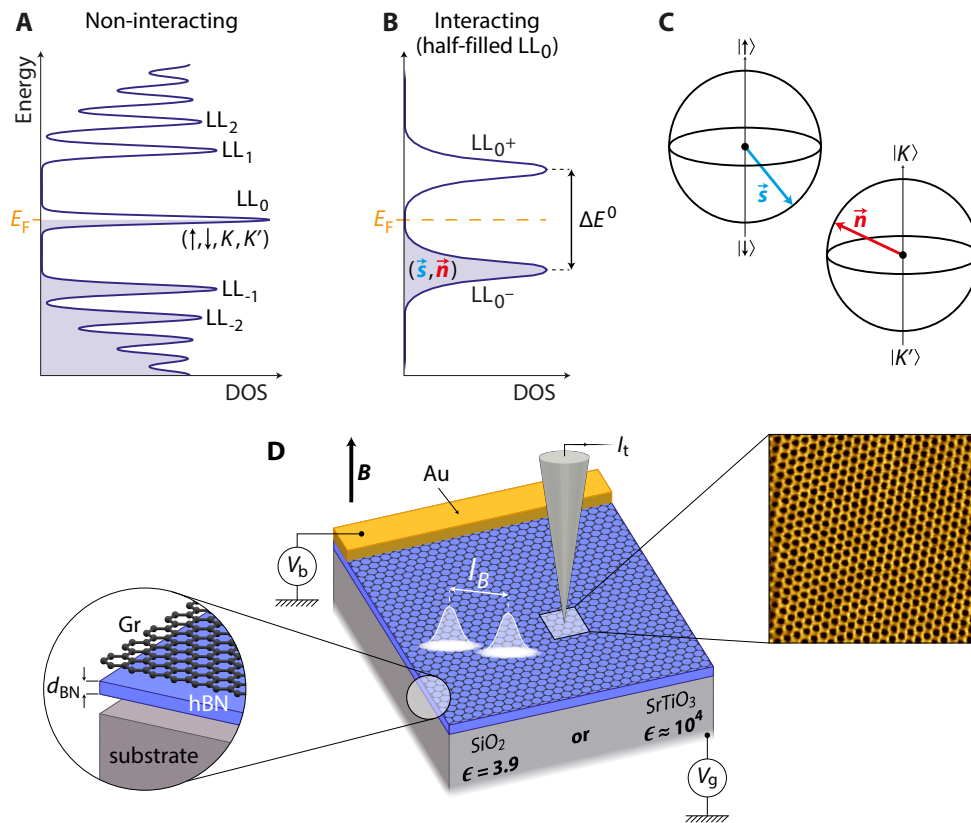 A Non-interacting
Energy
LL2
LL1
LL0
EF
(↑,↓,K,K′)
LL-1
LL-2
DOS
B Interacting
(half-filled LL0)
LL0+
EF
ΔE⁰
(s⃗,n⃗)
LL0−
DOS
C
|↑⟩
s⃗
|↓⟩
|K⟩
n⃗
|K′⟩
D
B
Au
It
Vb
lB
Gr
dBN
hBN
substrate
SiO2 or SrTiO3
ϵ = 3.9 ϵ ≈ 10⁴
Vg